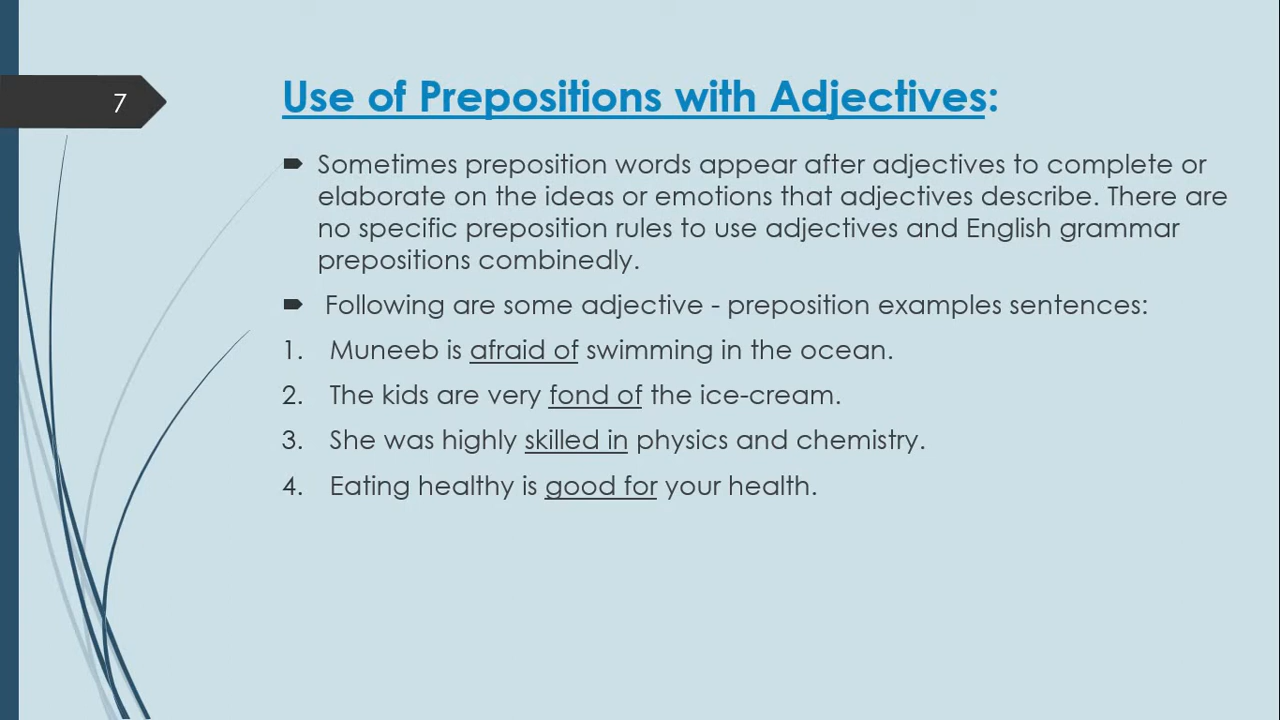 7
Use of Prepositions with Adjectives:
Sometimes preposition words appear after adjectives to complete or
elaborate on the ideas or emotions that adjectives describe. There are
no specific preposition rules to use adjectives and English grammar
prepositions combinedly.
Following are some adjective - preposition examples sentences:
1. Muneeb is afraid of swimming in the ocean.
2. The kids are very fond of the ice-cream.
3. She was highly skilled in physics and chemistry.
4. Eating healthy is good for your health.